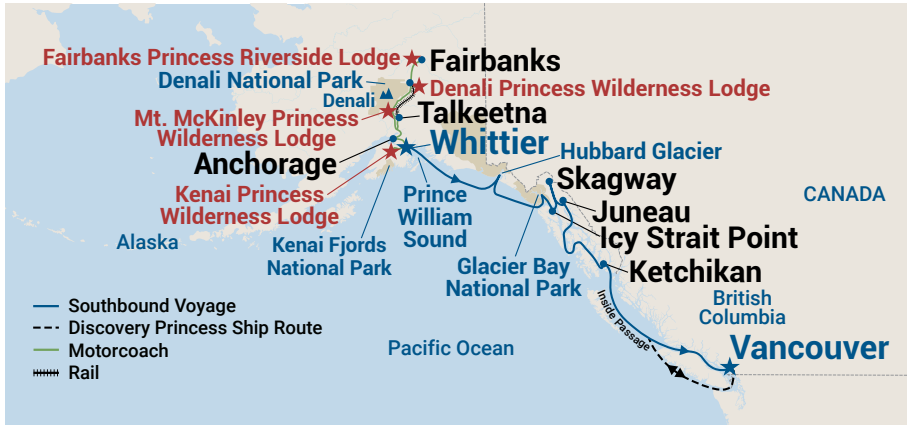 Fairbanks Princess Riverside Lodge
Fairbanks
Denali National Park
Denali Princess Wilderness Lodge
Denali
Mt. McKinley Princess
Wilderness Lodge
Talkeetna
Whittier
Anchorage
Hubbard Glacier
Skagway
Kenai Princess
Wilderness Lodge
Prince
William
Sound
CANADA
Juneau
Icy Strait Point
Alaska
Kenai Fjords
National Park
Glacier Bay
National Park
Ketchikan
Southbound Voyage
Discovery Princess Ship Route
Motorcoach
Rail
Inside Passage
British
Columbia
Pacific Ocean
Vancouver